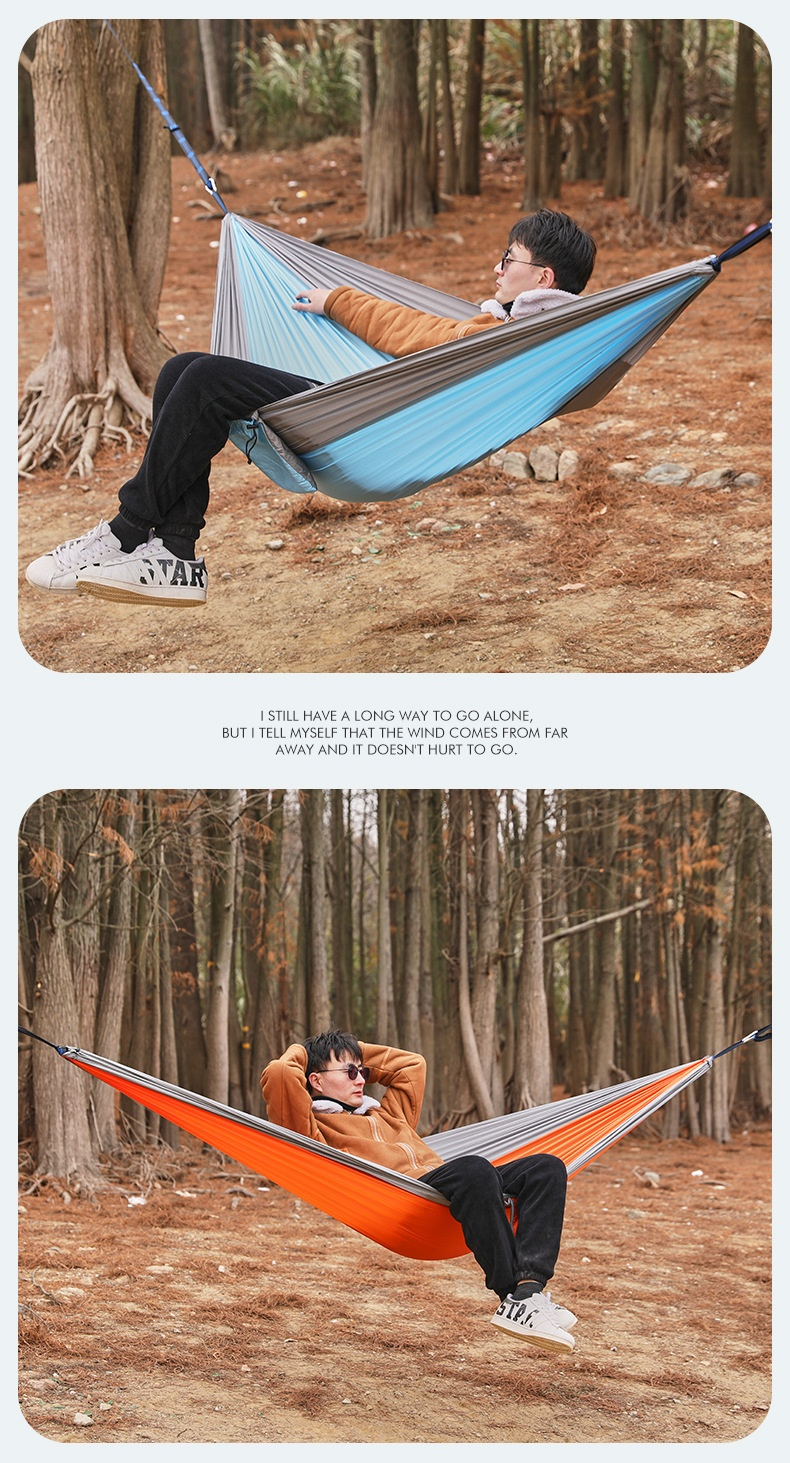 STAR
I STILL HAVE A LONG WAY TO GO ALONE,
BUT I TELL MYSELF THAT THE WIND COMES FROM FAR
AWAY AND IT DOESN'T HURT TO GO.
STAR